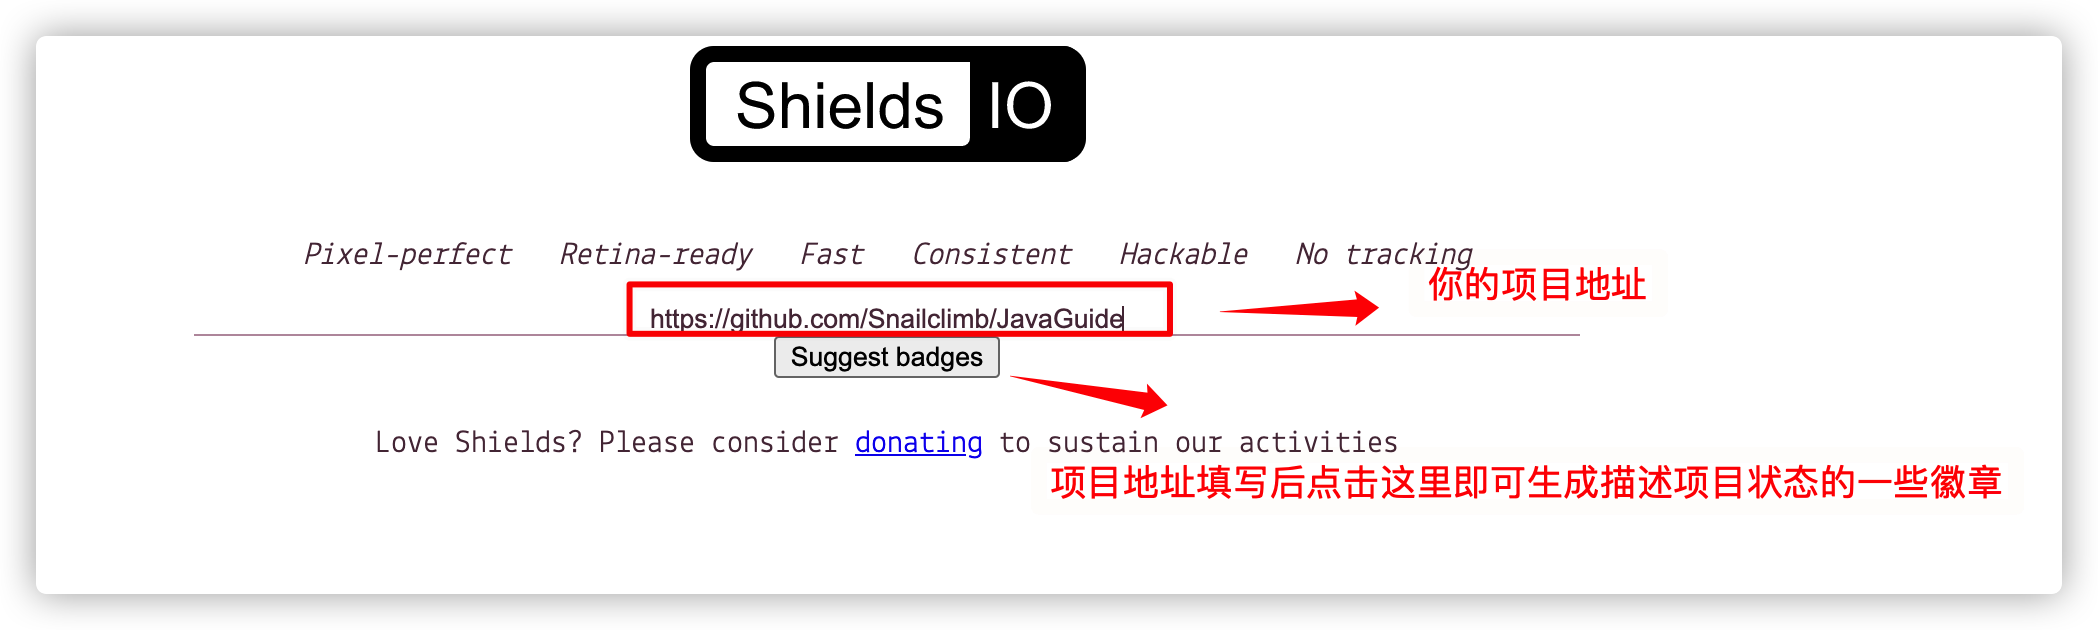 Shields IO
Pixel-perfect Retina-ready Fast Consistent Hackable No tracking
你的项目地址
https://github.com/Snailclimb/JavaGuide
Suggest badges
Love Shields? Please consider donating to sustain our activities
项目地址填写后点击这里即可生成描述项目状态的一些徽章